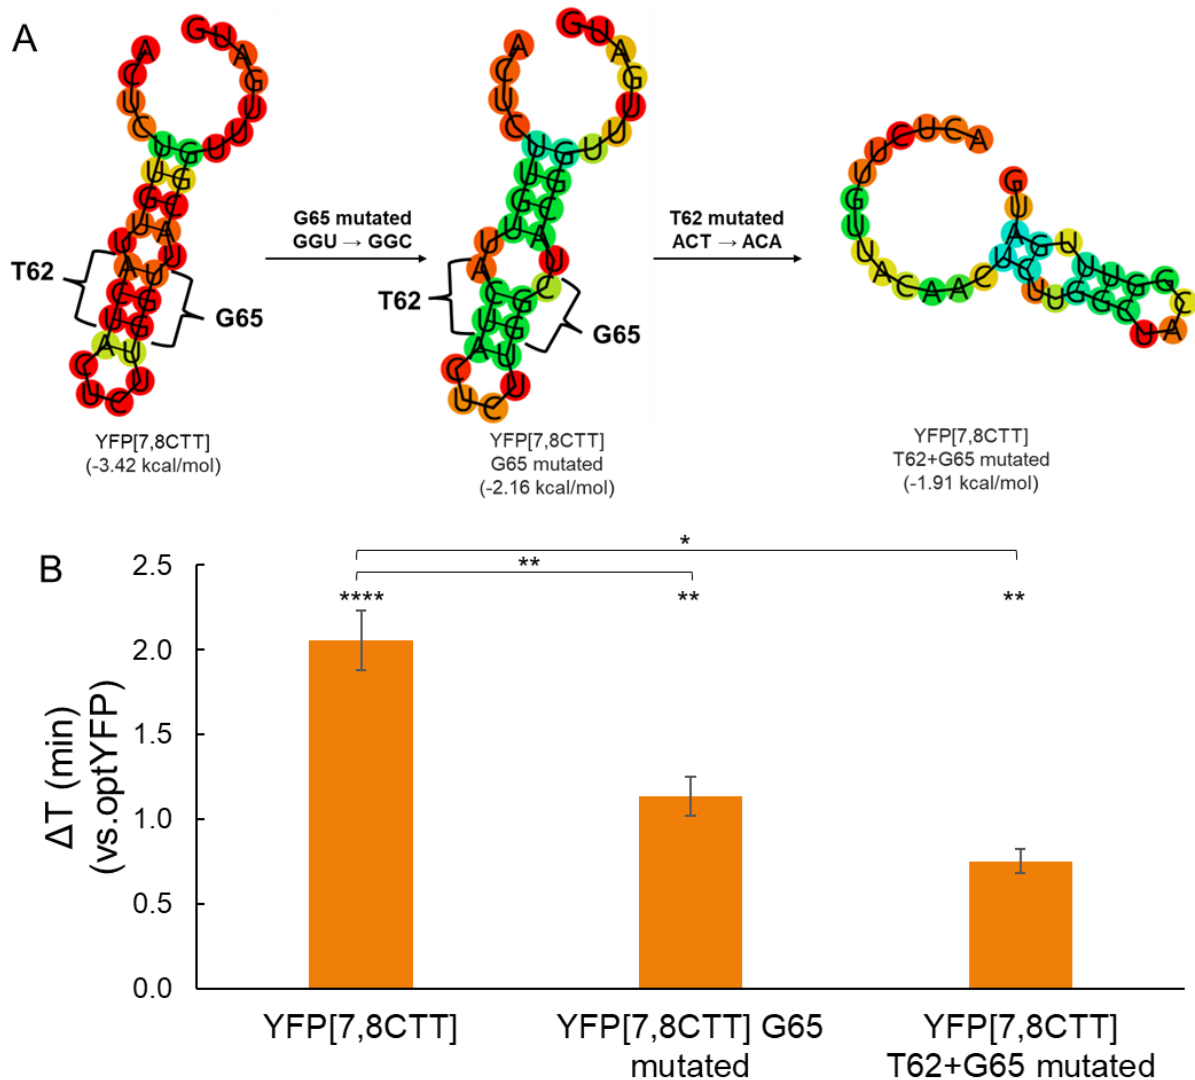 A
A C U C U U G U U A C U A C U C U U G G U U A C G G U U U G A U G
T62
G65
G65 mutated
GGU → GGC
A C U C U U G U U A C U A C U C U U G G C U A C G G U U U G A U G
T62
G65
T62 mutated
ACT → ACA
A C U C U U G U U A C A A C U C U U G G C U A C G G U U U G A U G
YFP[7,8CTT]
(-3.42 kcal/mol)
YFP[7,8CTT]
G65 mutated
(-2.16 kcal/mol)
YFP[7,8CTT]
T62+G65 mutated
(-1.91 kcal/mol)
B
ΔT (min)
(vs.optYFP)
2.5
2.0
1.5
1.0
0.5
0.0
*
**
****
**
**
YFP[7,8CTT]
YFP[7,8CTT] G65
mutated
YFP[7,8CTT]
T62+G65 mutated